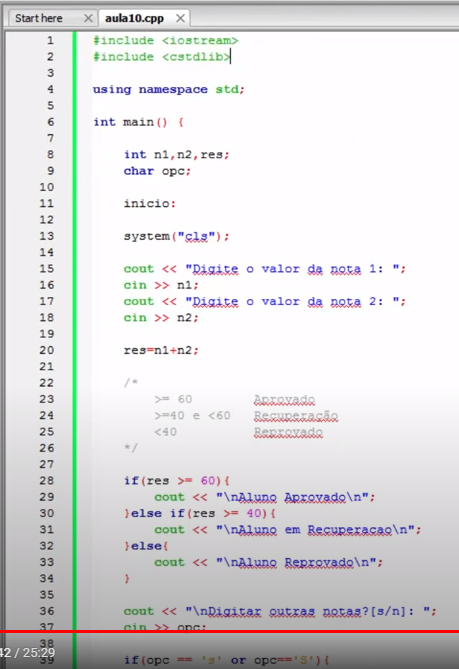 Start here aula10.cpp
1 #include <iostream>
2 #include <cstdlib>
3
4 using namespace std;
5
6 int main() {
7
8 int n1,n2,res;
9 char opc;
10
11 inicio:
12
13 system("cls");
14
15 cout << "Digite o valor da nota 1: ";
16 cin >> n1;
17 cout << "Digite o valor da nota 2: ";
18 cin >> n2;
19
20 res=n1+n2;
21
22 /*
23 >= 60 Aprovado
24 >=40 e <60 Recuperação
25 <40 Reprovado
26 */
27
28 if(res >= 60){
29 cout << "\nAluno Aprovado\n";
30 }else if(res >= 40){
31 cout << "\nAluno em Recuperacao\n";
32 }else{
33 cout << "\nAluno Reprovado\n";
34 }
35
36 cout << "\nDigitar outras notas?[s/n]: ";
37 cin >> opc;
38
42 / 25:29
39 if(opc == 's' or opc=='S'){